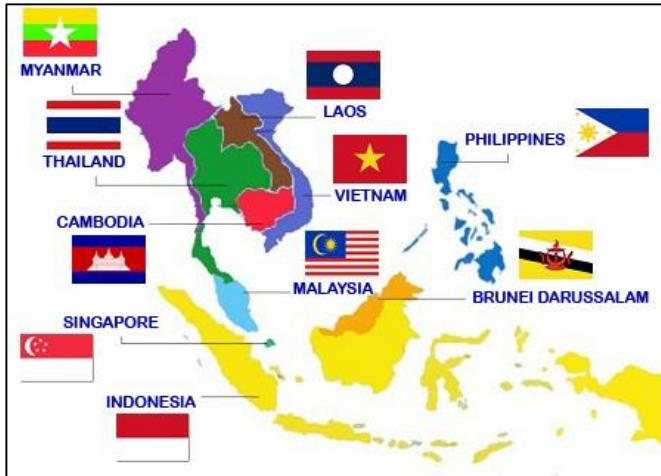 MYANMAR
LAOS
THAILAND
PHILIPPINES
VIETNAM
CAMBODIA
MALAYSIA
BRUNEI DARUSSALAM
SINGAPORE
INDONESIA